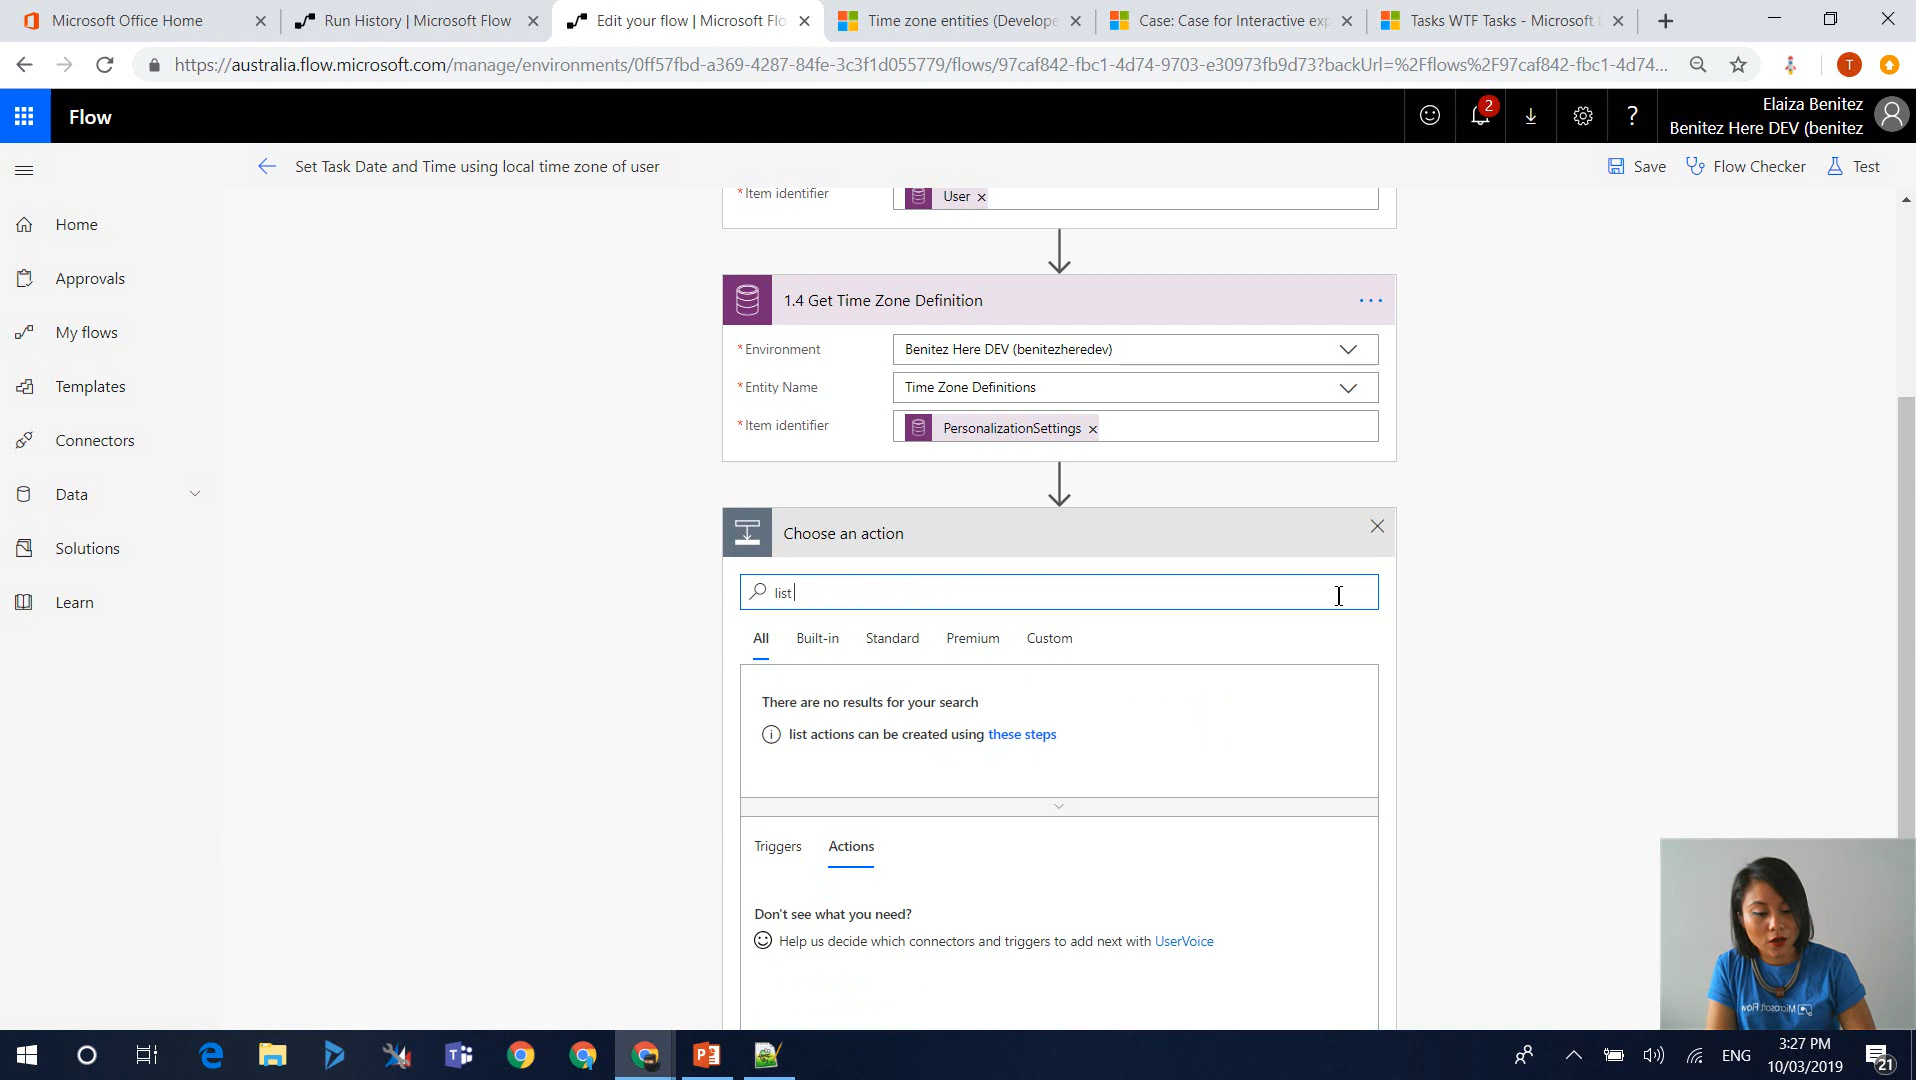 Microsoft Office Home
Run History | Microsoft Flow
Edit your flow | Microsoft Flo
Time zone entities (Develope
Case: Case for Interactive exp
Tasks WTF Tasks - Microsoft
https://australia.flow.microsoft.com/manage/environments/0ff57fbd-a369-4287-84fe-3c3f1d055779/flows/97caf842-fbc1-4d74-9703-e30973fb9d73?backUrl=%2Fflows%2F97caf842-fbc1-4d74...
T
Flow
2
?
Elaiza Benitez
Benitez Here DEV (benitez
Set Task Date and Time using local time zone of user
Save
Flow Checker
Test
Home
Approvals
My flows
Templates
Connectors
Data
Solutions
Learn
*Item identifier
User
1.4 Get Time Zone Definition
*Environment
Benitez Here DEV (benitezheredev)
*Entity Name
Time Zone Definitions
*Item identifier
PersonalizationSettings
Choose an action
list
All
Built-in
Standard
Premium
Custom
There are no results for your search
list actions can be created using these steps
Triggers
Actions
Don't see what you need?
Help us decide which connectors and triggers to add next with UserVoice
Microsoft Flow
ENG
3:27 PM
10/03/2019
21